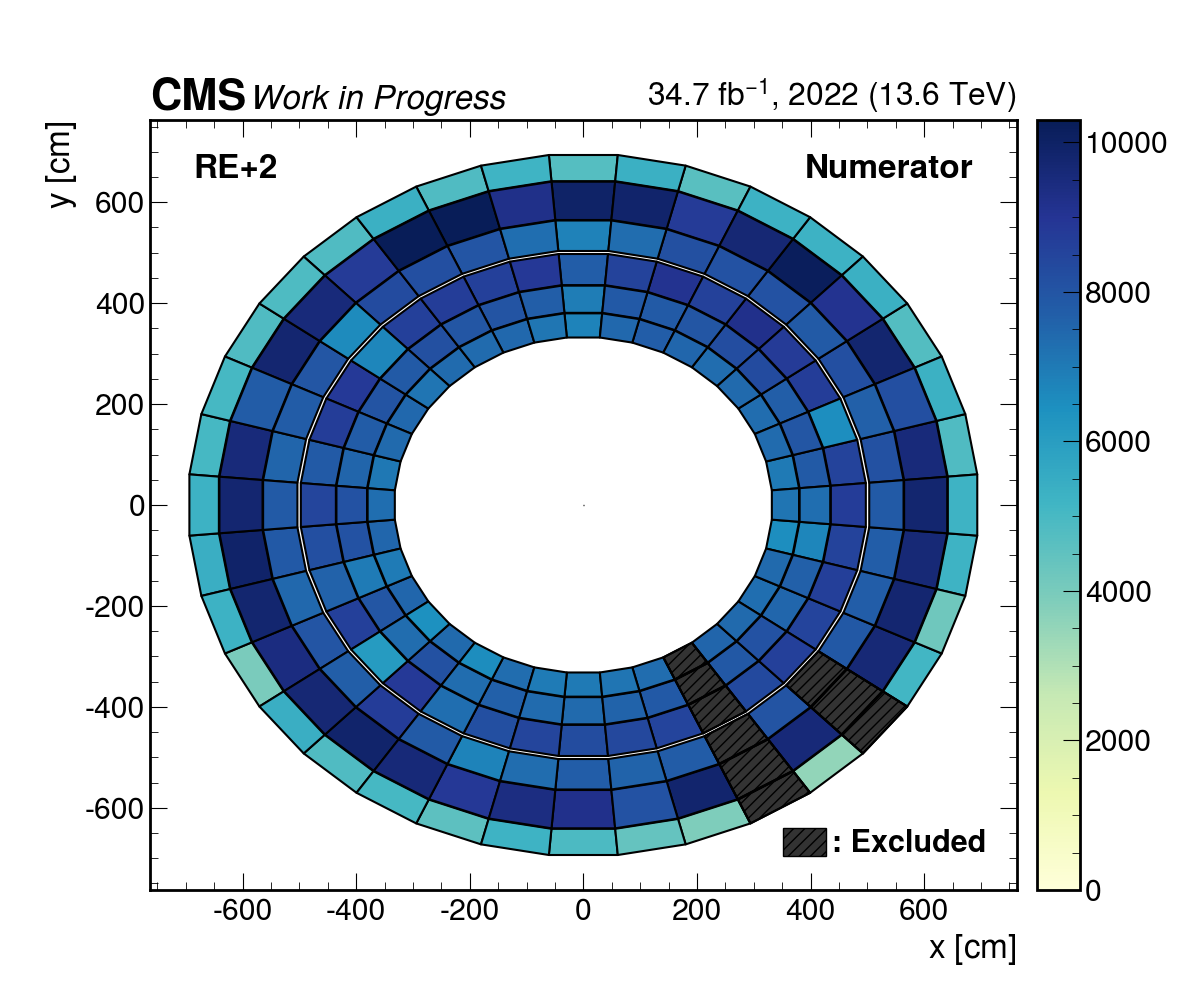 CMS Work in Progress 34.7 fb⁻¹, 2022 (13.6 TeV)
y [cm]
RE+2 Numerator
600
400
200
0
-200
-400
-600
: Excluded
-600 -400 -200 0 200 400 600
x [cm]
10000
8000
6000
4000
2000
0